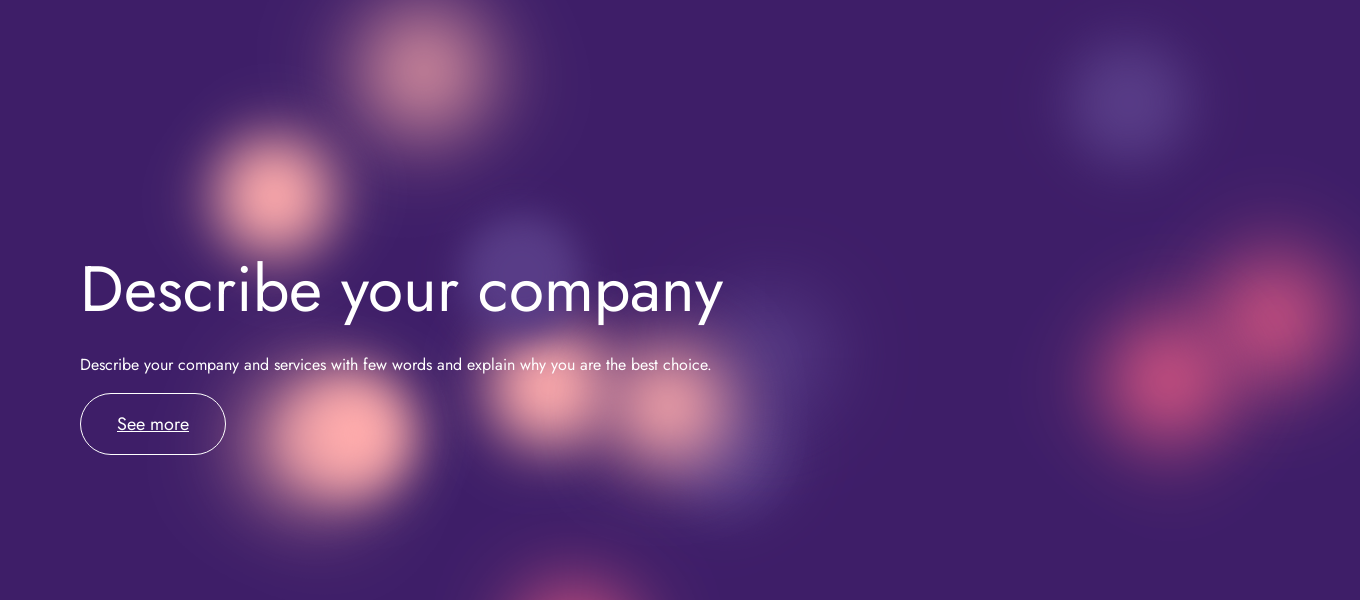 Describe your company
Describe your company and services with few words and explain why you are the best choice.
See more